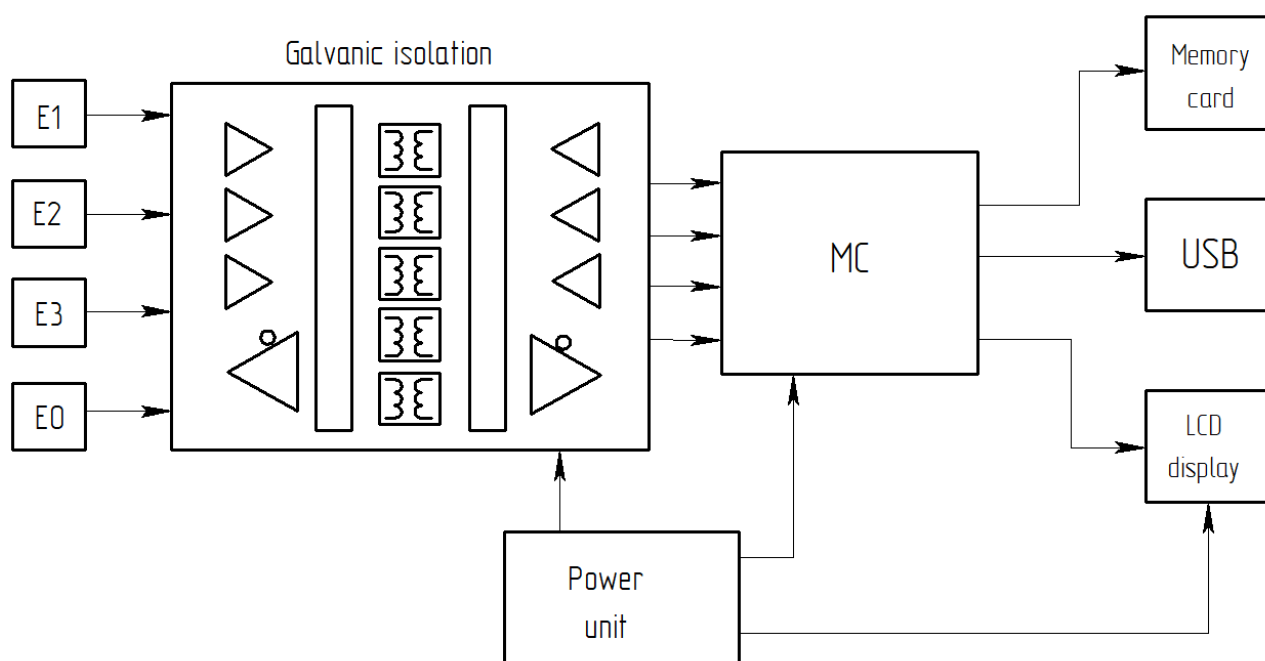 Galvanic isolation
E1
E2
E3
E0
MC
Memory
card
USB
LCD
display
Power
unit